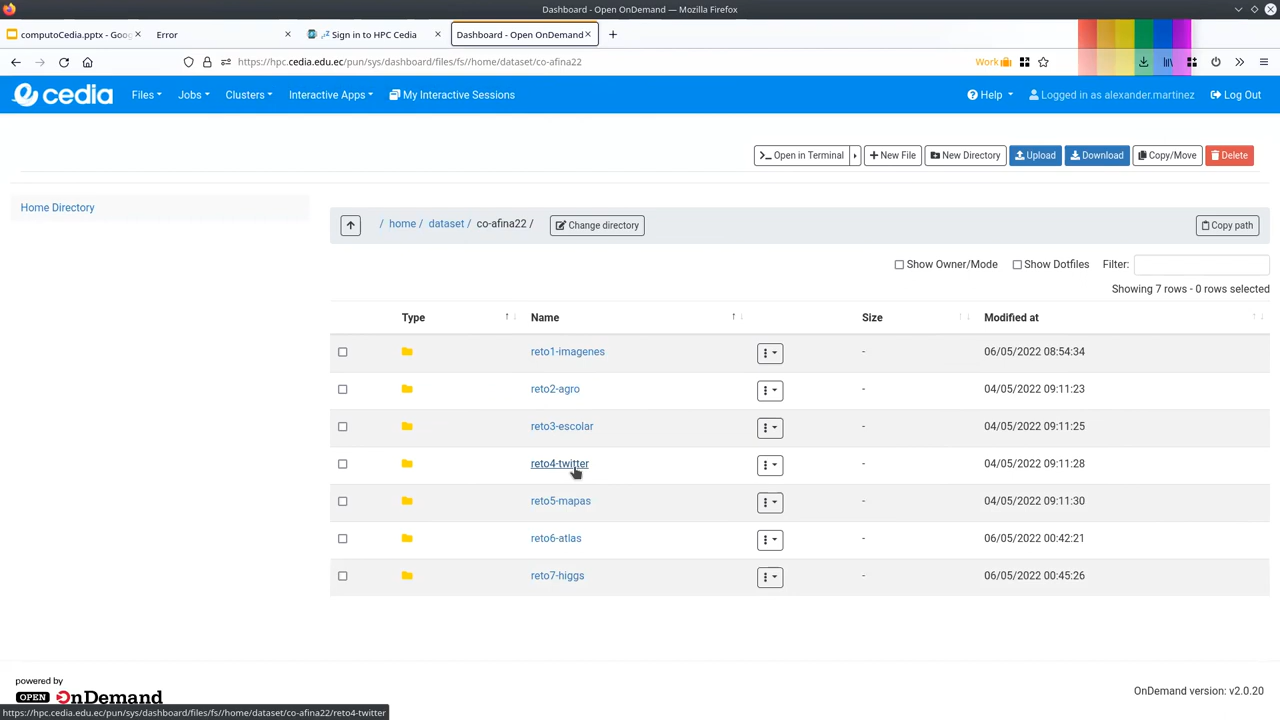 Dashboard - Open OnDemand — Mozilla Firefox
computoCedia.pptx - Goog
Error
Sign in to HPC Cedia
Dashboard - Open OnDemand
https://hpc.cedia.edu.ec/pun/sys/dashboard/files/fs//home/dataset/co-afina22
Work
cedia
Files
Jobs
Clusters
Interactive Apps
My Interactive Sessions
Help
Logged in as alexander.martinez
Log Out
Open in Terminal
New File
New Directory
Upload
Download
Copy/Move
Delete
Home Directory
/ home / dataset / co-afina22 /
Change directory
Copy path
Show Owner/Mode
Show Dotfiles
Filter:
Showing 7 rows - 0 rows selected
Type Name Size Modified at
reto1-imagenes - 06/05/2022 08:54:34
reto2-agro - 04/05/2022 09:11:23
reto3-escolar - 04/05/2022 09:11:25
reto4-twitter - 04/05/2022 09:11:28
reto5-mapas - 04/05/2022 09:11:30
reto6-atlas - 06/05/2022 00:42:21
reto7-higgs - 06/05/2022 00:45:26
powered by
OPEN OnDemand
OnDemand version: v2.0.20
https://hpc.cedia.edu.ec/pun/sys/dashboard/files/fs//home/dataset/co-afina22/reto4-twitter